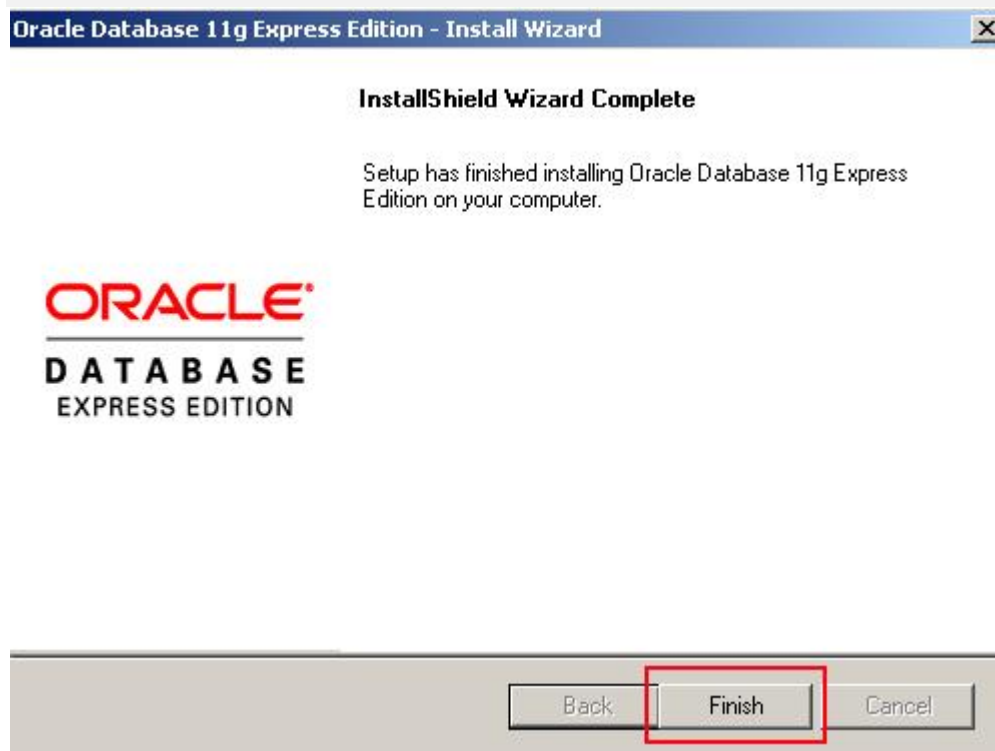 Oracle Database 11g Express Edition - Install Wizard
InstallShield Wizard Complete
Setup has finished installing Oracle Database 11g Express
Edition on your computer.
ORACLE®
DATABASE
EXPRESS EDITION
Back Finish Cancel